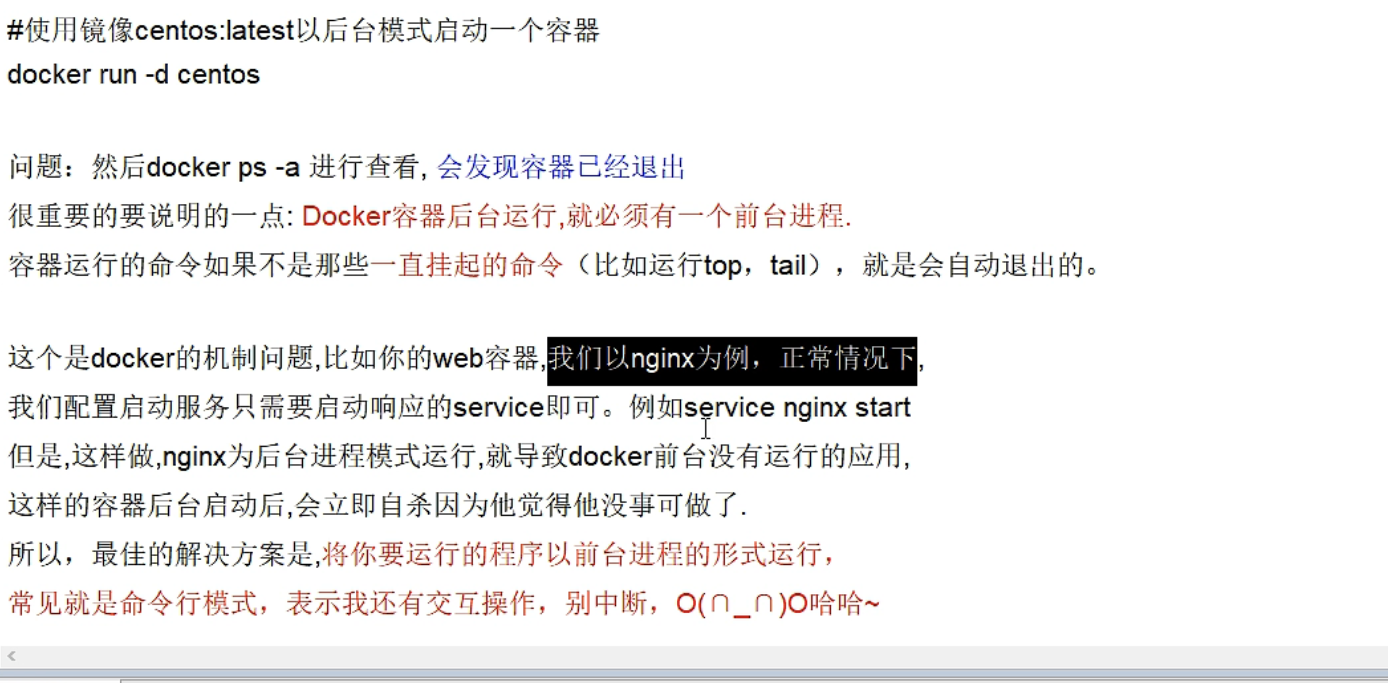 #使用镜像centos:latest以后台模式启动一个容器
docker run -d centos
问题：然后docker ps -a 进行查看, 会发现容器已经退出
很重要的要说明的一点: Docker容器后台运行,就必须有一个前台进程.
容器运行的命令如果不是那些一直挂起的命令（比如运行top，tail），就是会自动退出的。
这个是docker的机制问题,比如你的web容器,我们以nginx为例，正常情况下,
我们配置启动服务只需要启动响应的service即可。例如service nginx start
但是,这样做,nginx为后台进程模式运行,就导致docker前台没有运行的应用,
这样的容器后台启动后,会立即自杀因为他觉得他没事可做了.
所以，最佳的解决方案是,将你要运行的程序以前台进程的形式运行，
常见就是命令行模式，表示我还有交互操作，别中断，O(∩_∩)O哈哈~